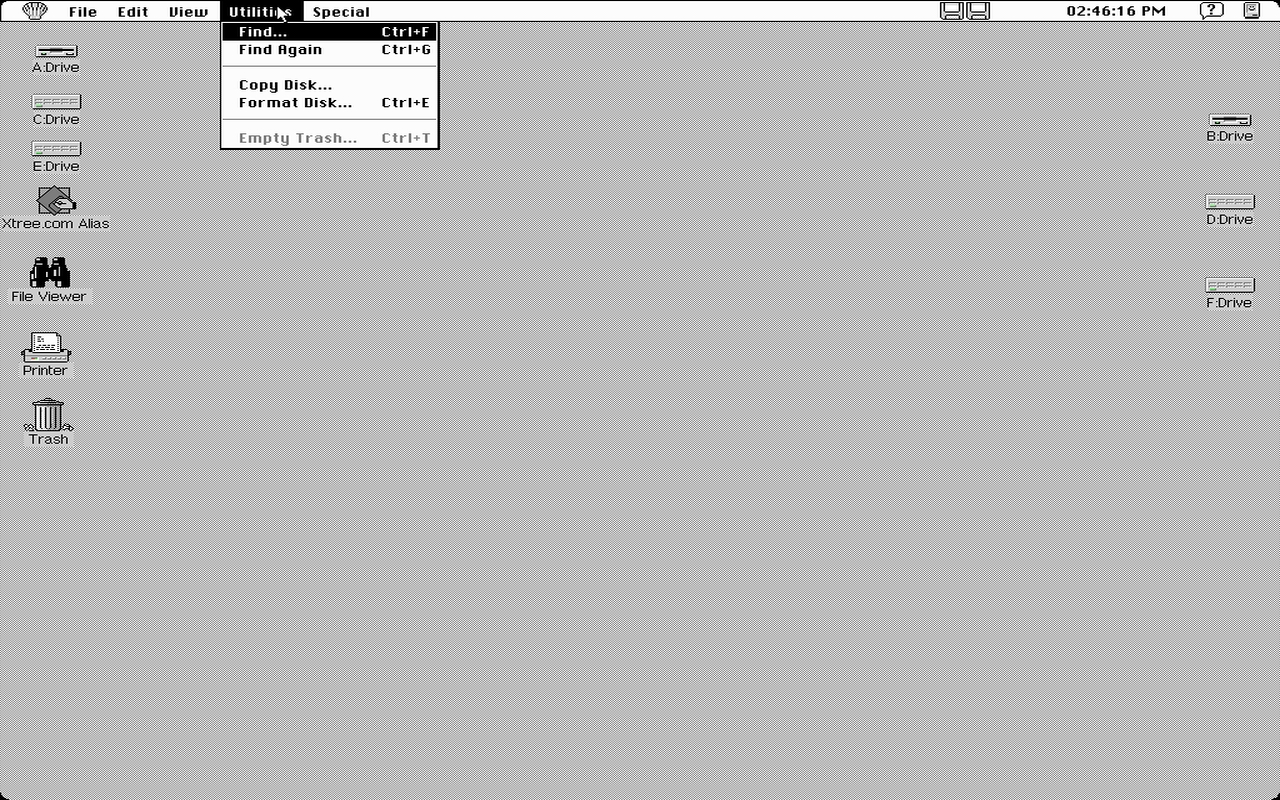 File Edit View Utilities Special 02:46:16 PM ?
Find... Ctrl+F
Find Again Ctrl+G
Copy Disk... 
Format Disk... Ctrl+E
Empty Trash... Ctrl+T
A:Drive
C:Drive
E:Drive
Xtree.com Alias
File Viewer
Printer
Trash
B:Drive
D:Drive
F:Drive